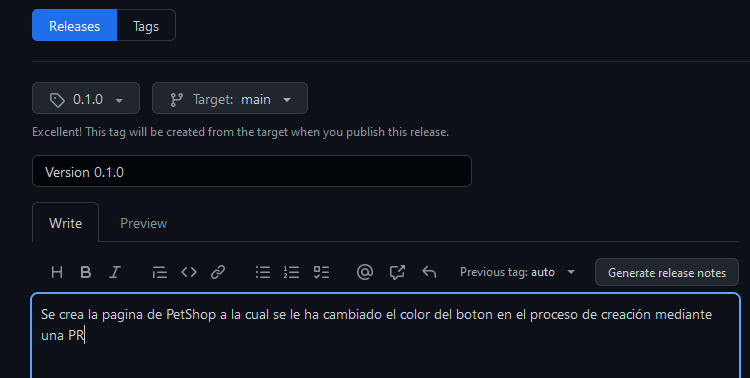 Releases Tags
0.1.0 Target: main
Excellent! This tag will be created from the target when you publish this release.
Version 0.1.0
Write Preview
H B I Previous tag: auto Generate release notes
Se crea la pagina de PetShop a la cual se le ha cambiado el color del boton en el proceso de creación mediante
una PR